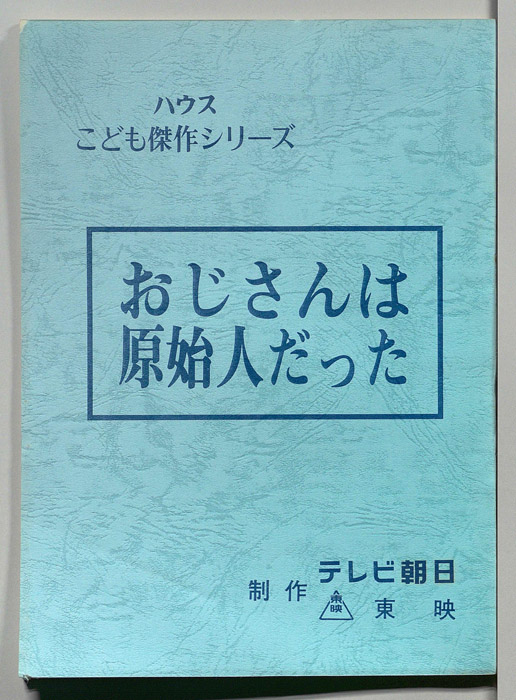 ハウス
こども傑作シリーズ
おじさんは
原始人だった
テレビ朝日
制作
東映
東映